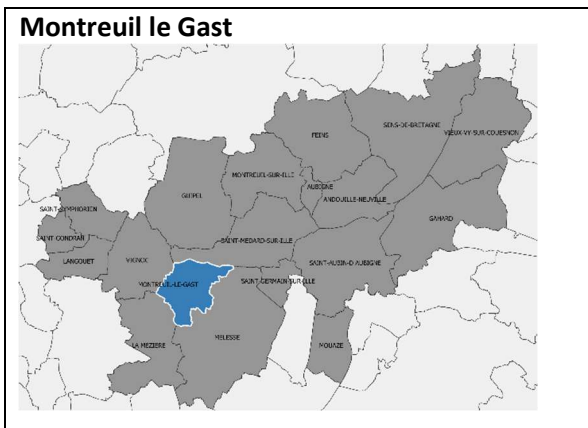 Montreuil le Gast
SENS-DE-BRETAGNE
VIEUX-VY-SUR-COUESNON
FEINS
MONTREUIL-SUR-ILLE
AUBIGNE
ANDOUILLE-NEUVILLE
GUIPEL
SAINT-SYMPHORIEN
GAHARD
SAINT-GONDRAN
SAINT-MEDARD-SUR-ILLE
VIGNOC
LANGOUET
SAINT-AUBIN-D AUBIGNE
SAINT-GERMAIN-SUR-ILLE
MONTREUIL-LE-GAST
MELESSE
MOUAZE
LA MEZIERE